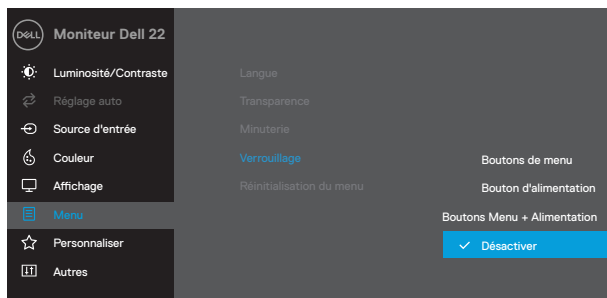 DELL
Moniteur Dell 22
Luminosité/Contraste
Réglage auto
Source d'entrée
Couleur
Affichage
Menu
Personnaliser
Autres
Langue
Transparence
Minuterie
Verrouillage
Réinitialisation du menu
Boutons de menu
Bouton d'alimentation
Boutons Menu + Alimentation
Désactiver